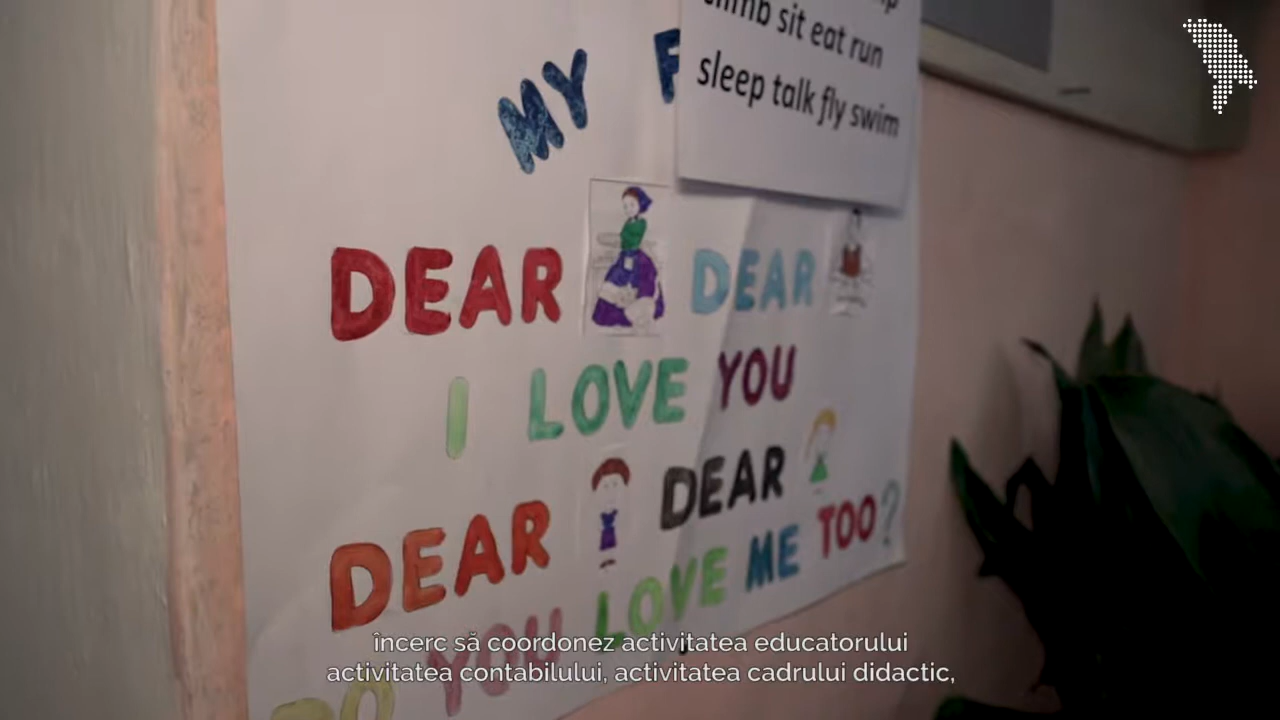 climb sit eat run
sleep talk fly swim
MY F
DEAR DEAR
I LOVE YOU
DEAR DEAR
DO YOU LOVE ME TOO?
încerc să coordonez activitatea educatorului
activitatea contabilului, activitatea cadrului didactic,